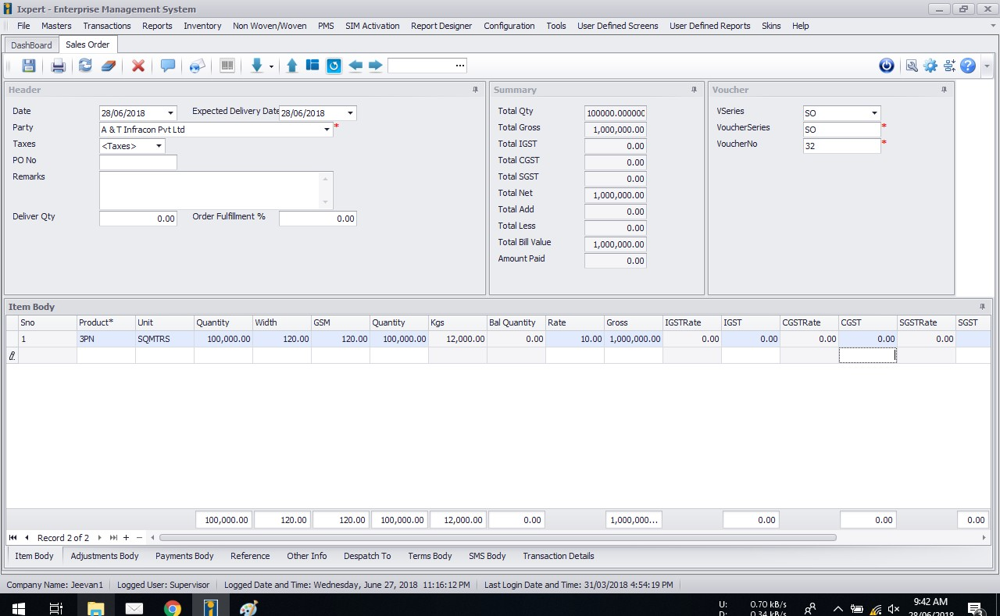 Ixpert - Enterprise Management System
File Masters Transactions Reports Inventory Non Woven/Woven PMS SIM Activation Report Designer Configuration Tools User Defined Screens User Defined Reports Skins Help
DashBoard Sales Order
Header Summary Voucher
Date 28/06/2018 Expected Delivery Date 28/06/2018 Total Qty 100000.000000 VSeries SO
Party A & T Infracon Pvt Ltd * Total Gross 1,000,000.00 VoucherSeries SO *
Taxes <Taxes> Total IGST 0.00 VoucherNo 32 *
PO No Total CGST 0.00
Remarks Total SGST 0.00
Total Net 1,000,000.00
Total Add 0.00
Deliver Qty 0.00 Order Fulfillment % 0.00 Total Less 0.00
Total Bill Value 1,000,000.00
Amount Paid 0.00
Item Body
Sno Product* Unit Quantity Width GSM Quantity Kgs Bal Quantity Rate Gross IGSTRate IGST CGSTRate CGST SGSTRate SGST
1 3PN SQMTRS 100,000.00 120.00 120.00 100,000.00 12,000.00 0.00 10.00 1,000,000.00 0.00 0.00 0.00 0.00 0.00
100,000.00 120.00 120.00 100,000.00 12,000.00 0.00 1,000,000... 0.00 0.00 0.00
Record 2 of 2
Item Body Adjustments Body Payments Body Reference Other Info Despatch To Terms Body SMS Body Transaction Details
Company Name: Jeevan1 Logged User: Supervisor Logged Date and Time: Wednesday, June 27, 2018 11:16:12 PM Last Login Date and Time: 31/03/2018 4:54:19 PM
U: 0.70 kB/s 9:42 AM
D: 0.34 kB/s 28/06/2018 3